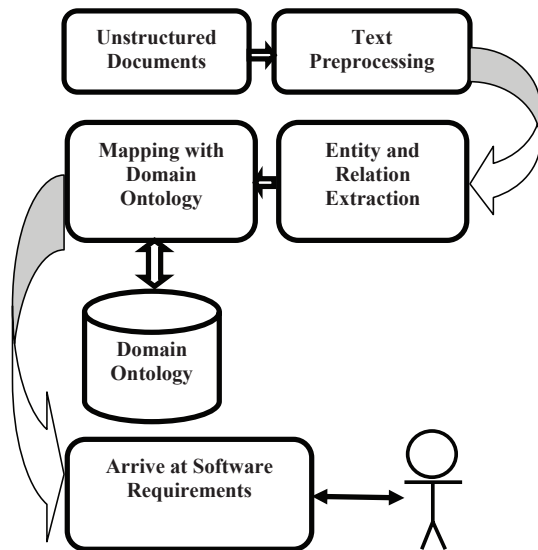 Unstructured
Documents
Text
Preprocessing
Mapping with
Domain
Ontology
Entity and
Relation
Extraction
Domain
Ontology
Arrive at Software
Requirements